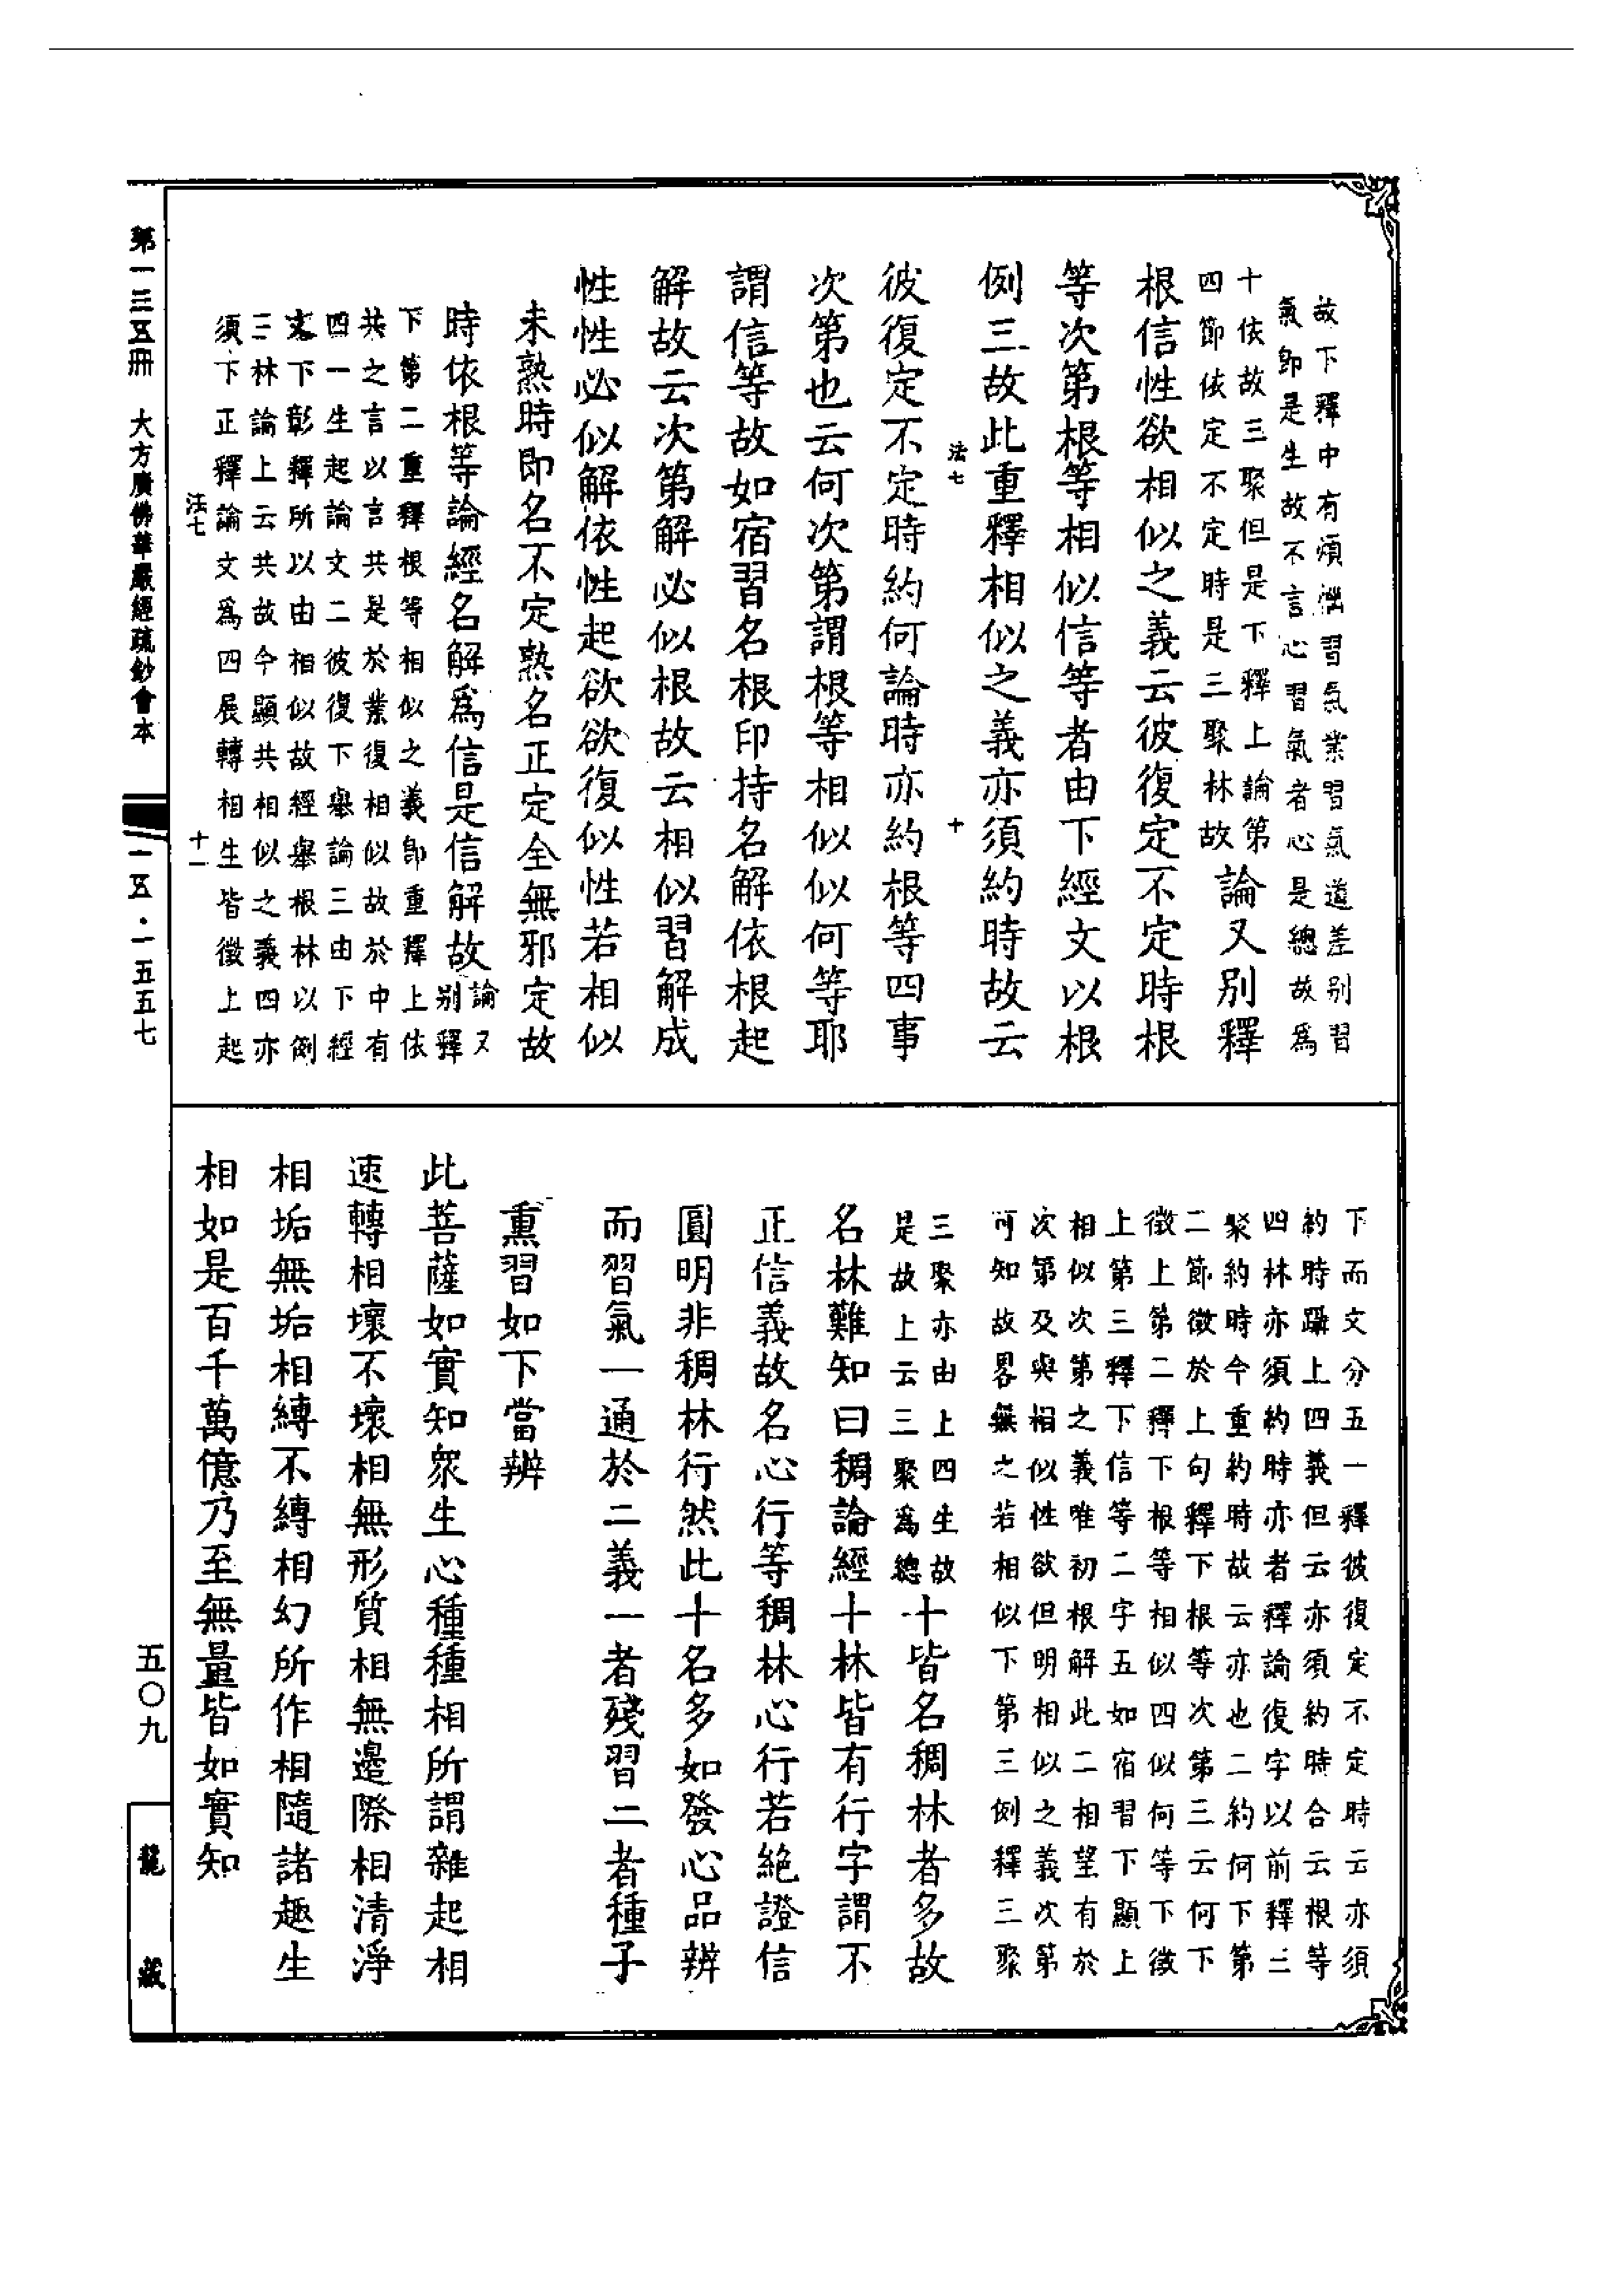 故下釋中有煩惱習氣業習氣道差別習
氣即是生故不言心習氣者心是總故為
十依故三聚但是下釋上論第
四節依定不定時是三聚林故
論又別釋
根信性欲相似之義云彼復定不定時根
等次第根等相似信等者由下經文以根
例三故此重釋相似之義亦須約時故云
法七 十
彼復定不定時約何論時亦約根等四事
次第也云何次第謂根等相似似何等耶
謂信等故如宿習名根印持名解依根起
解故云次第解必似根故云相似習解成
性性必似解依性起欲欲復似性若相似
未熟時即名不定熟名正定全無邪定故
時依根等論經名解為信是信解故
論又
別釋
下第二重釋根等相似之義即重釋上依
共之言以言共是於業復相似故於中有
四一生起論文二彼復下舉論三由下經
文下彰釋所以由相似故經舉根林以例
三林論上云共故今顯共相似之義四亦
須下正釋論文為四展轉相生皆徵上起
法七 十一
下而文分五一釋彼復定不定時云亦須
約時躡上四義但云亦須約時合云根等
四林亦須約時亦者釋論復字以前釋三
聚約時今重約時故云亦也二約何下第
二節徵於上句釋下根等次第三云何下
徵上第二釋下根等相似四似何等下徵
上第三釋下信等二字五如宿習下顯上
相似次第之義唯初根解此二相望有於
次第及與相似性欲但明相似之義次第
可知故畧無之若相似下第三例釋三聚
三聚亦由上四生故
是故上云三聚為總
十皆名稠林者多故
名林難知曰稠論經十林皆有行字謂不
正信義故名心行等稠林心行若絕證信
圓明非稠林行然此十名多如發心品辨
而習氣一通於二義一者殘習二者種子
熏習如下當辨
此菩薩如實知眾生心種種相所謂雜起相
速轉相壞不壞相無形質相無邊際相清淨
相垢無垢相縛不縛相幻所作相隨諸趣生
相如是百千萬億乃至無量皆如實知
第一三五冊 大方廣佛華嚴經疏鈔會本 一五·一五五七
五〇九
龍藏